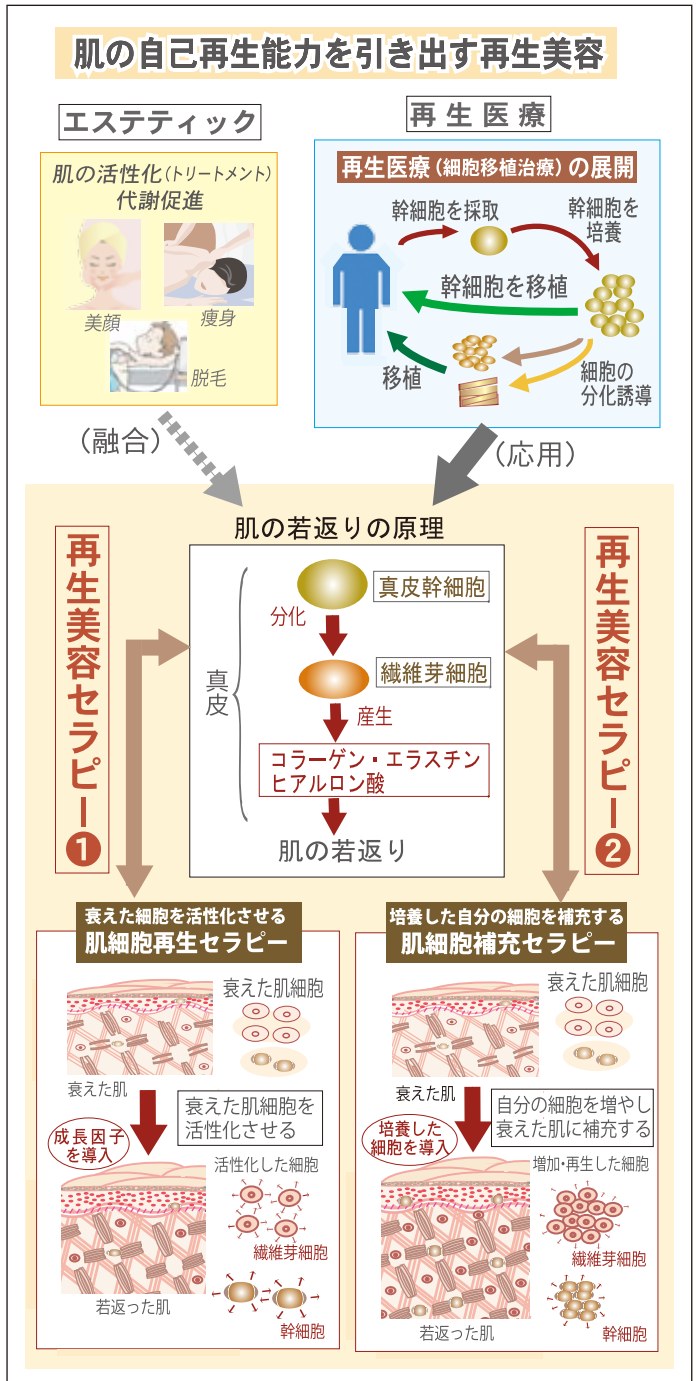 肌の自己再生能力を引き出す再生美容
エステティック
肌の活性化(トリートメント)
代謝促進
美顔
痩身
脱毛
再生医療
再生医療(細胞移植治療)の展開
幹細胞を採取
幹細胞を
培養
幹細胞を移植
移植
細胞の
分化誘導
(融合)
(応用)
再生美容セラピー❶
肌の若返りの原理
真皮
真皮幹細胞
分化
繊維芽細胞
産生
コラーゲン・エラスチン
ヒアルロン酸
肌の若返り
再生美容セラピー❷
衰えた細胞を活性化させる
肌細胞再生セラピー
衰えた肌細胞
衰えた肌
衰えた肌細胞を
活性化させる
成長因子
を導入
活性化した細胞
繊維芽細胞
幹細胞
若返った肌
培養した自分の細胞を補充する
肌細胞補充セラピー
衰えた肌細胞
衰えた肌
自分の細胞を増やし
衰えた肌に補充する
培養した
細胞を導入
増加・再生した細胞
繊維芽細胞
幹細胞
若返った肌